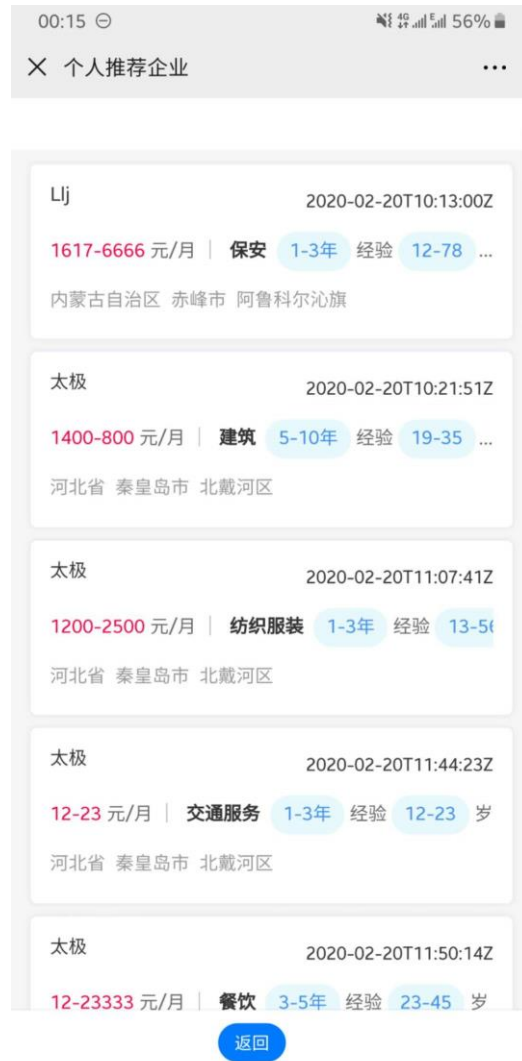 00:15 4G E 56%
个人推荐企业 ...
Llj 2020-02-20T10:13:00Z
1617-6666 元/月 保安 1-3年 经验 12-78 ...
内蒙古自治区 赤峰市 阿鲁科尔沁旗
太极 2020-02-20T10:21:51Z
1400-800 元/月 建筑 5-10年 经验 19-35 ...
河北省 秦皇岛市 北戴河区
太极 2020-02-20T11:07:41Z
1200-2500 元/月 纺织服装 1-3年 经验 13-56
河北省 秦皇岛市 北戴河区
太极 2020-02-20T11:44:23Z
12-23 元/月 交通服务 1-3年 经验 12-23 岁
河北省 秦皇岛市 北戴河区
太极 2020-02-20T11:50:14Z
12-23333 元/月 餐饮 3-5年 经验 23-45 岁
返回